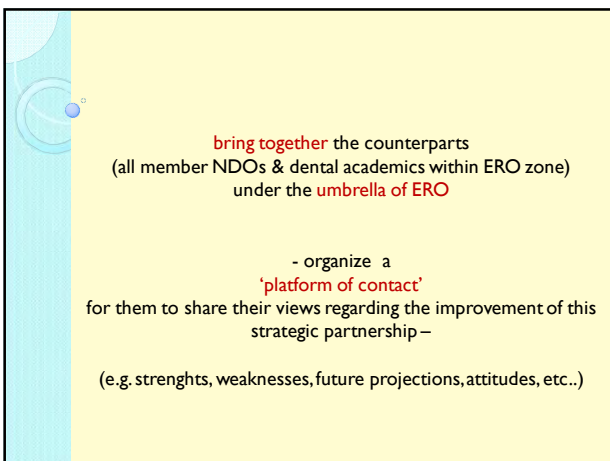 bring together the counterparts
(all member NDOs & dental academics within ERO zone)
under the umbrella of ERO
- organize a
‘platform of contact’
for them to share their views regarding the improvement of this
strategic partnership –
(e.g. strenghts, weaknesses, future projections, attitudes, etc..)